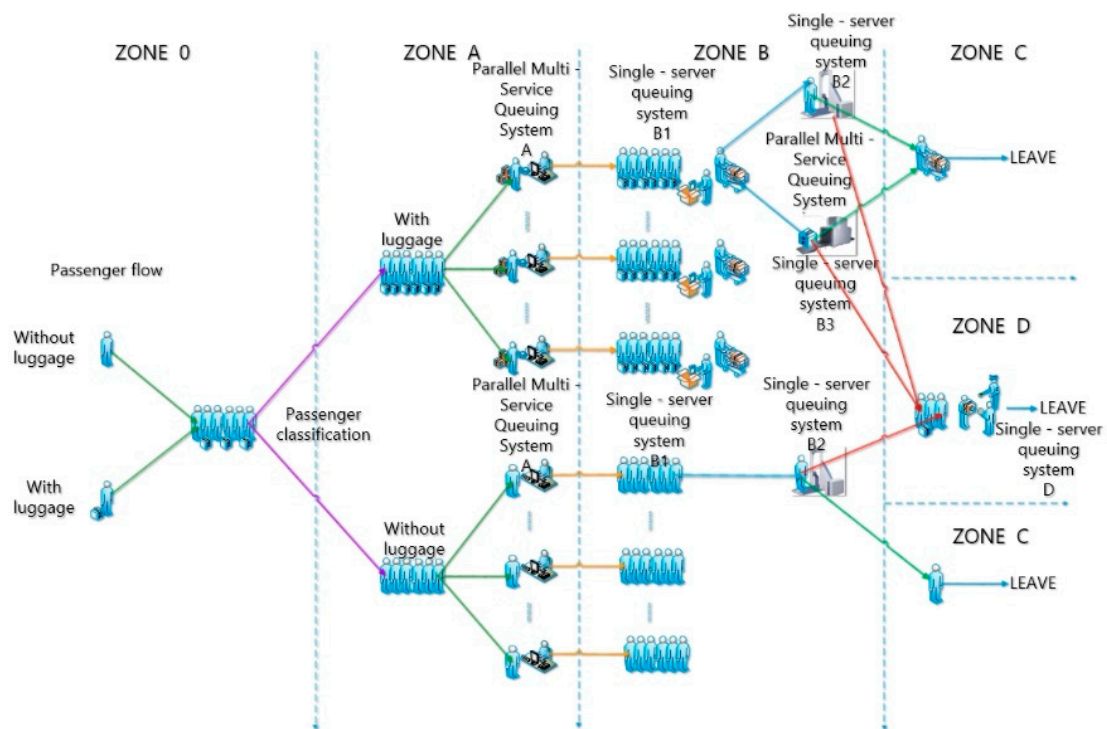 ZONE 0
ZONE A
ZONE B
ZONE C
Single - server
queuing
system
B2
Parallel Multi -
Service
Queuing
System
A
Single - server
queuing
system
B1
Parallel Multi -
Service
Queuing
System
LEAVE
With
luggage
Single - server
queuing
system
B3
Passenger flow
ZONE D
Without
luggage
Passenger
classification
Parallel Multi -
Service
Queuing
System
A
Single - server
queuing
system
B1
Single - server
queuing
system
B2
LEAVE
Single - server
queuing
system
D
With
luggage
Without
luggage
ZONE C
LEAVE